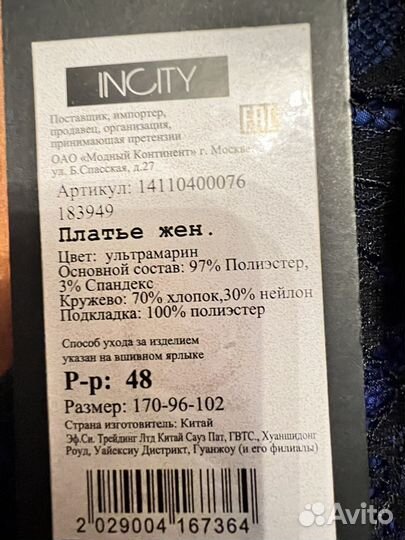 INCITY
Поставщик, импортер,
продавец, организация,
принимающая претензии
EAC
ОАО «Модный Континент» г. Москва
ул. Б.Спасская, д.27
Артикул: 14110400076
183949
Платье жен.
Цвет: ультрамарин
Основной состав: 97% Полиэстер,
3% Спандекс
Кружево: 70% хлопок,30% нейлон
Подкладка: 100% полиэстер
Способ ухода за изделием
указан на вшивном ярлыке
Р-р: 48
Размер: 170-96-102
Страна изготовитель: Китай
Эф.Си. Трейдинг Лтд Китай Сауз Пат, ГВТС., Хуаншидонг
Роуд, Уайексиу Дистрикт, Гуанжоу (и его филиалы)
2 029004 167364
Avito